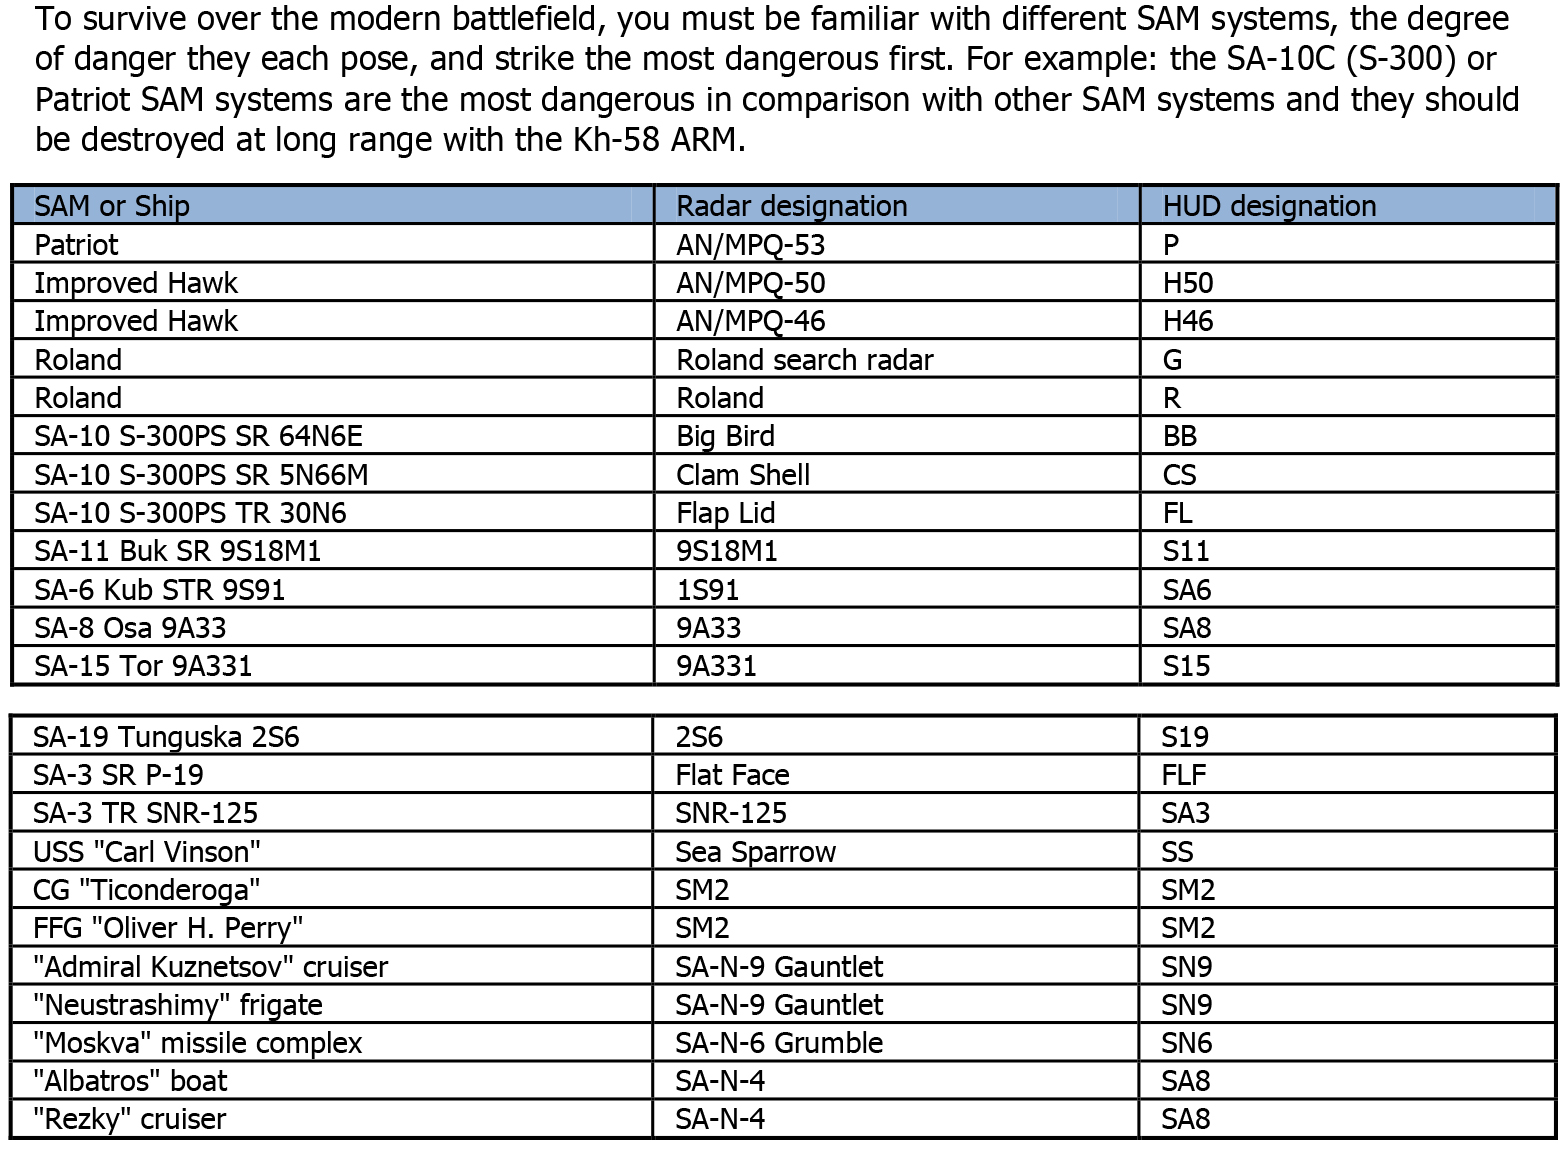 To survive over the modern battlefield, you must be familiar with different SAM systems, the degree
of danger they each pose, and strike the most dangerous first. For example: the SA-10C (S-300) or
Patriot SAM systems are the most dangerous in comparison with other SAM systems and they should
be destroyed at long range with the Kh-58 ARM.
SAM or Ship Radar designation HUD designation
Patriot AN/MPQ-53 P
Improved Hawk AN/MPQ-50 H50
Improved Hawk AN/MPQ-46 H46
Roland Roland search radar G
Roland Roland R
SA-10 S-300PS SR 64N6E Big Bird BB
SA-10 S-300PS SR 5N66M Clam Shell CS
SA-10 S-300PS TR 30N6 Flap Lid FL
SA-11 Buk SR 9S18M1 9S18M1 S11
SA-6 Kub STR 9S91 1S91 SA6
SA-8 Osa 9A33 9A33 SA8
SA-15 Tor 9A331 9A331 S15
SA-19 Tunguska 2S6 2S6 S19
SA-3 SR P-19 Flat Face FLF
SA-3 TR SNR-125 SNR-125 SA3
USS "Carl Vinson" Sea Sparrow SS
CG "Ticonderoga" SM2 SM2
FFG "Oliver H. Perry" SM2 SM2
"Admiral Kuznetsov" cruiser SA-N-9 Gauntlet SN9
"Neustrashimy" frigate SA-N-9 Gauntlet SN9
"Moskva" missile complex SA-N-6 Grumble SN6
"Albatros" boat SA-N-4 SA8
"Rezky" cruiser SA-N-4 SA8